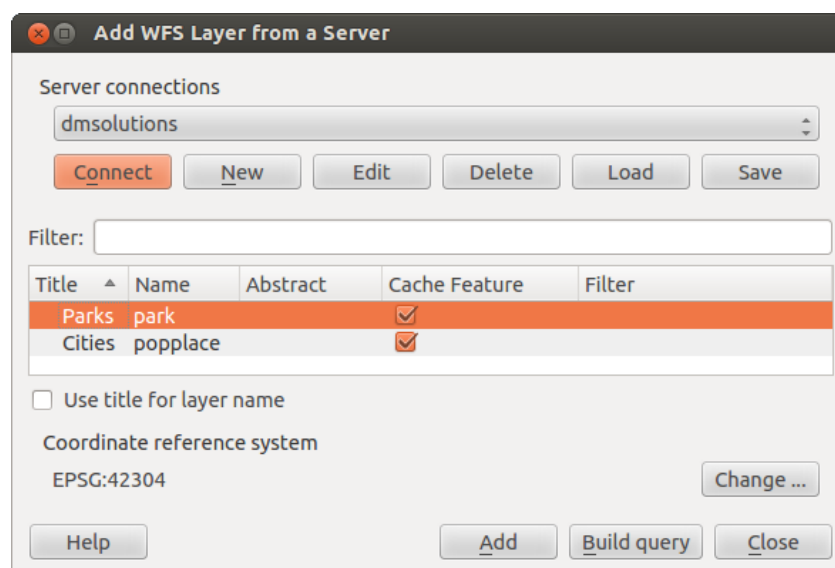 Add WFS Layer from a Server
Server connections
dmsolutions
Connect New Edit Delete Load Save
Filter:
Title Name Abstract Cache Feature Filter
Parks park
Cities popplace
Use title for layer name
Coordinate reference system
EPSG:42304 Change ...
Help Add Build query Close